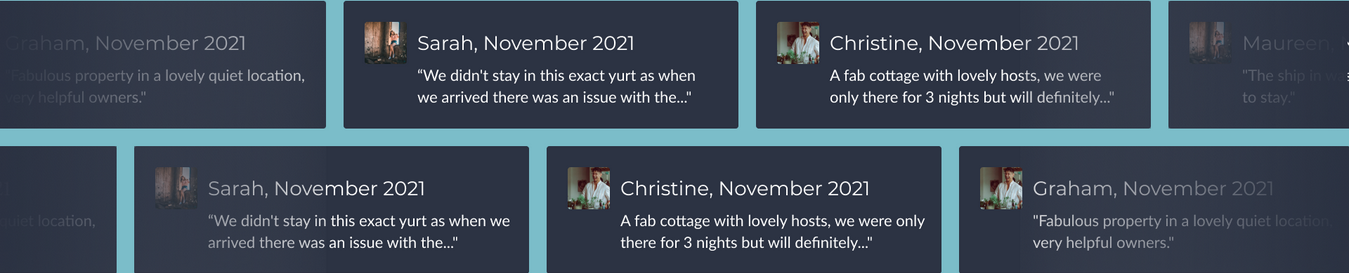 Graham, November 2021
"Fabulous property in a lovely quiet location,
very helpful owners."
Sarah, November 2021
“We didn't stay in this exact yurt as when
we arrived there was an issue with the..."
Christine, November 2021
A fab cottage with lovely hosts, we were
only there for 3 nights but will definitely..."
Maureen,
"The ship in
to stay."
quiet location,
Sarah, November 2021
“We didn't stay in this exact yurt as when we
arrived there was an issue with the..."
Christine, November 2021
A fab cottage with lovely hosts, we were only
there for 3 nights but will definitely..."
Graham, November 2021
"Fabulous property in a lovely quiet location,
very helpful owners."